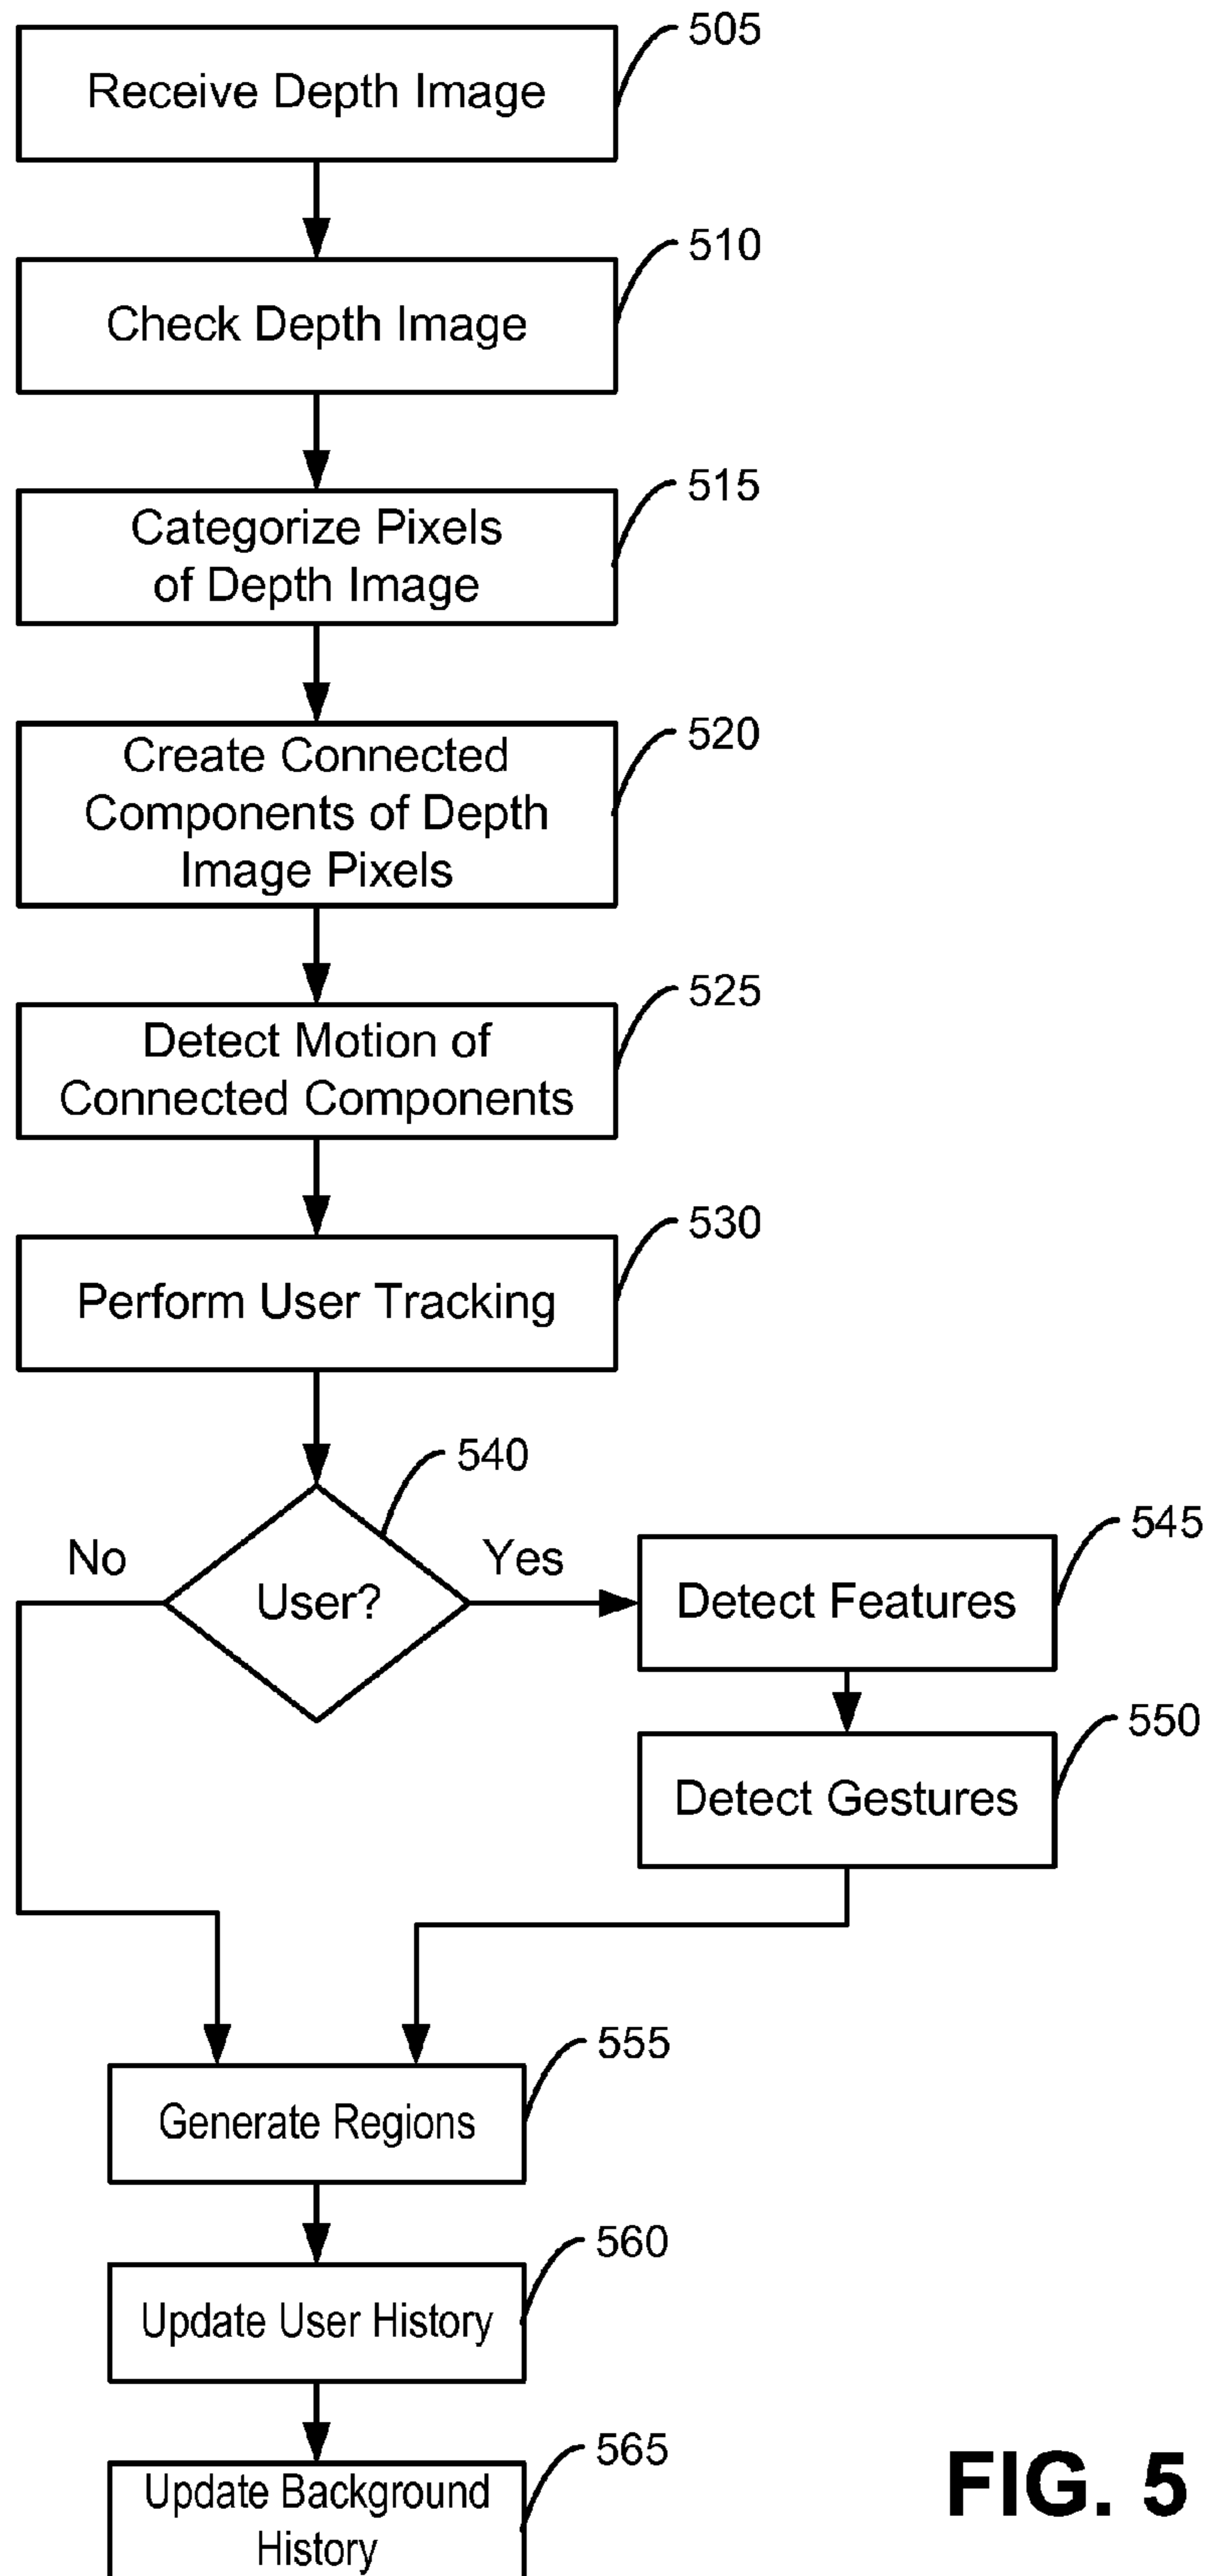 505
Receive Depth Image
510
Check Depth Image
515
Categorize Pixels
of Depth Image
520
Create Connected
Components of Depth
Image Pixels
525
Detect Motion of
Connected Components
530
Perform User Tracking
540
No
User?
Yes
545
Detect Features
550
Detect Gestures
555
Generate Regions
560
Update User History
565
Update Background
History
FIG. 5